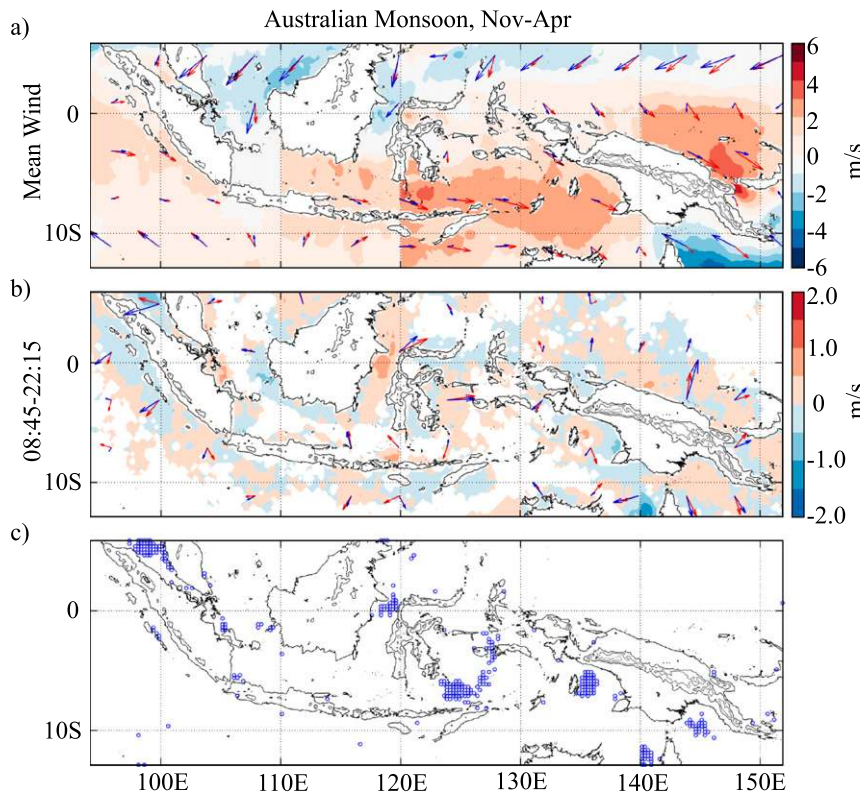 Australian Monsoon, Nov-Apr
a)
Mean Wind
0
10S
6
4
2
0
-2
-4
-6
m/s
b)
08:45-22:15
0
10S
2.0
1.0
0
-1.0
-2.0
m/s
c)
0
10S
100E 110E 120E 130E 140E 150E